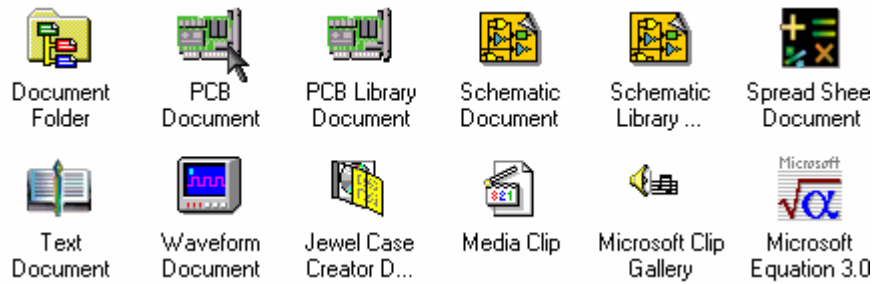 Document PCB PCB Library Schematic Schematic Spread Shee
Folder Document Document Document Library ... Document
821
Microsoft
√α
Text Waveform Jewel Case Media Clip Microsoft Clip Microsoft
Document Document Creator D... Gallery Equation 3.0